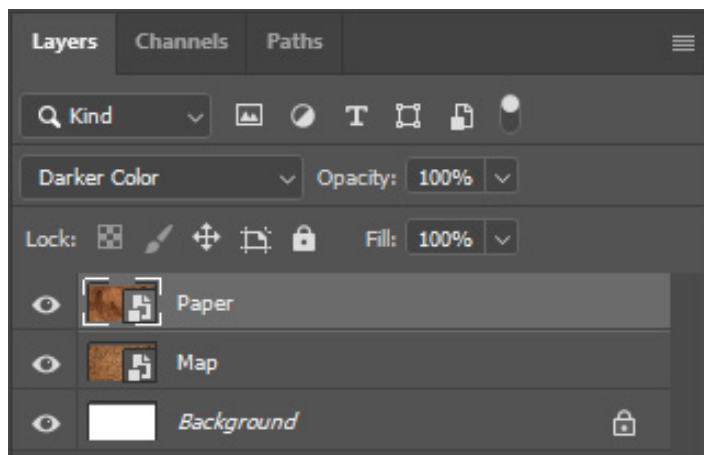 Layers Channels Paths
Kind T
Darker Color Opacity: 100%
Lock: Fill: 100%
Paper
Map
Background